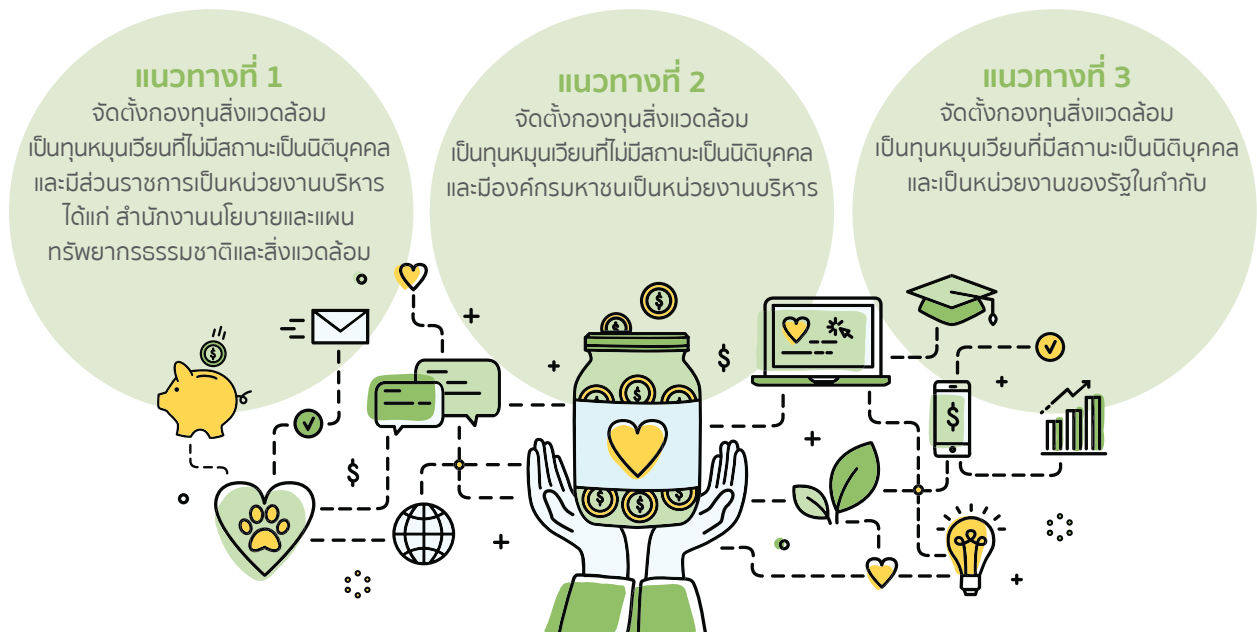 แนวทางที่ 1
จัดตั้งกองทุนสิ่งแวดล้อม
เป็นทุนหมุนเวียนที่ไม่มีสถานะเป็นนิติบุคคล
และมีส่วนราชการเป็นหน่วยงานบริหาร
ได้แก่ สำนักงานนโยบายและแผน
ทรัพยากรธรรมชาติและสิ่งแวดล้อม
แนวทางที่ 2
จัดตั้งกองทุนสิ่งแวดล้อม
เป็นทุนหมุนเวียนที่ไม่มีสถานะเป็นนิติบุคคล
และมีองค์กรมหาชนเป็นหน่วยงานบริหาร
แนวทางที่ 3
จัดตั้งกองทุนสิ่งแวดล้อม
เป็นทุนหมุนเวียนที่มีสถานะเป็นนิติบุคคล
และเป็นหน่วยงานของรัฐในกำกับ